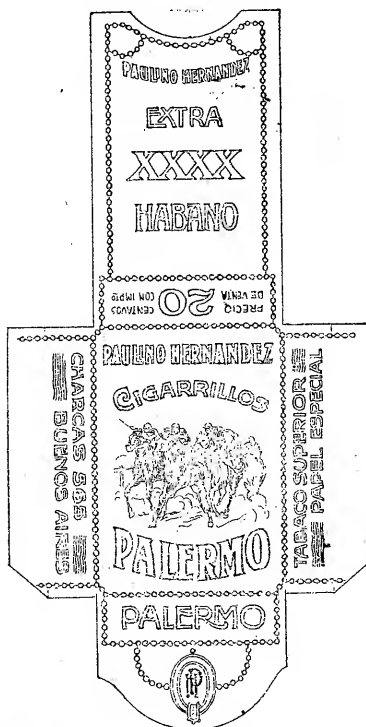 PAULINO HERNANDEZ
EXTRA
XXXX
HABANO
PRECIO
DE VENTA
20
CENTAVOS
CON IMPTO
PAULINO HERNANDEZ
CIGARRILLOS
PALERMO
CHARCAS
BUENOS AIRES
TABACO SUPERIOR
PAPEL ESPECIAL
PALERMO
PH